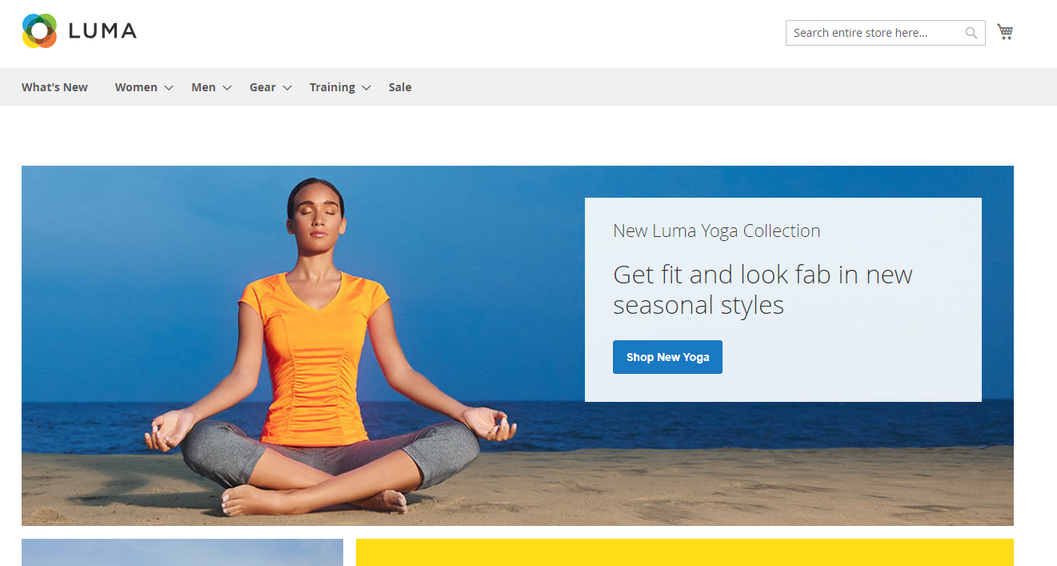 LUMA
Search entire store here...
What's New Women Men Gear Training Sale
New Luma Yoga Collection
Get fit and look fab in new
seasonal styles
Shop New Yoga